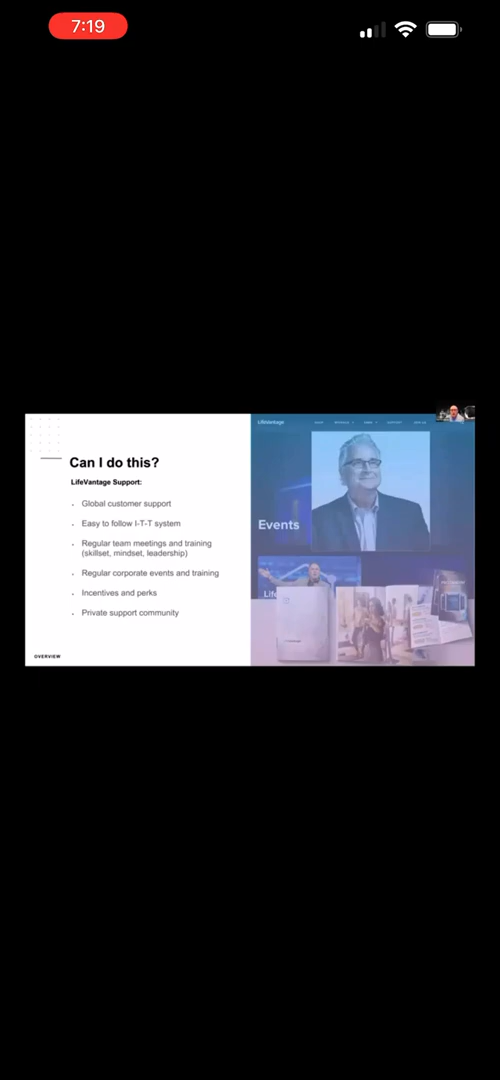 7:19
Can I do this?
LifeVantage Support:
Global customer support
Easy to follow I-T-T system
Regular team meetings and training
(skillset, mindset, leadership)
Regular corporate events and training
Incentives and perks
Private support community
OVERVIEW
LifeVantage
Events
Life